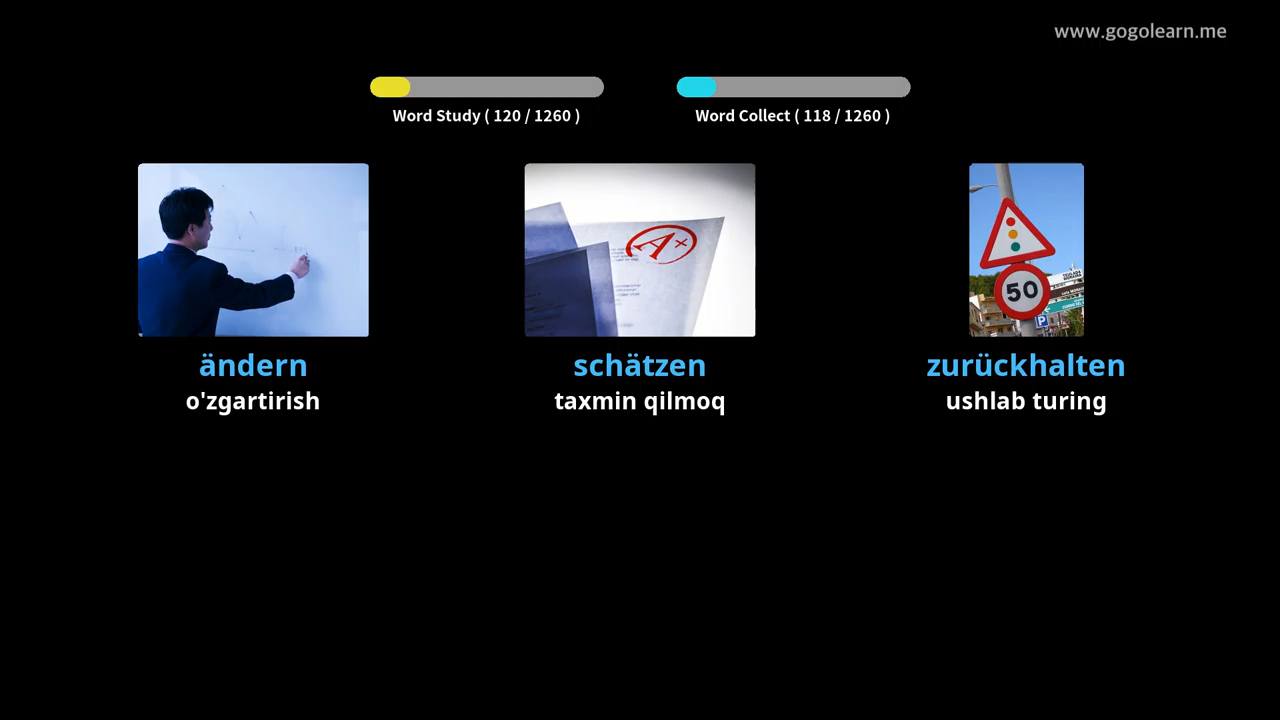 www.gogolearn.me
Word Study ( 120 / 1260 )
Word Collect ( 118 / 1260 )
A+
50
P
ändern
schätzen
zurückhalten
o'zgartirish
taxmin qilmoq
ushlab turing